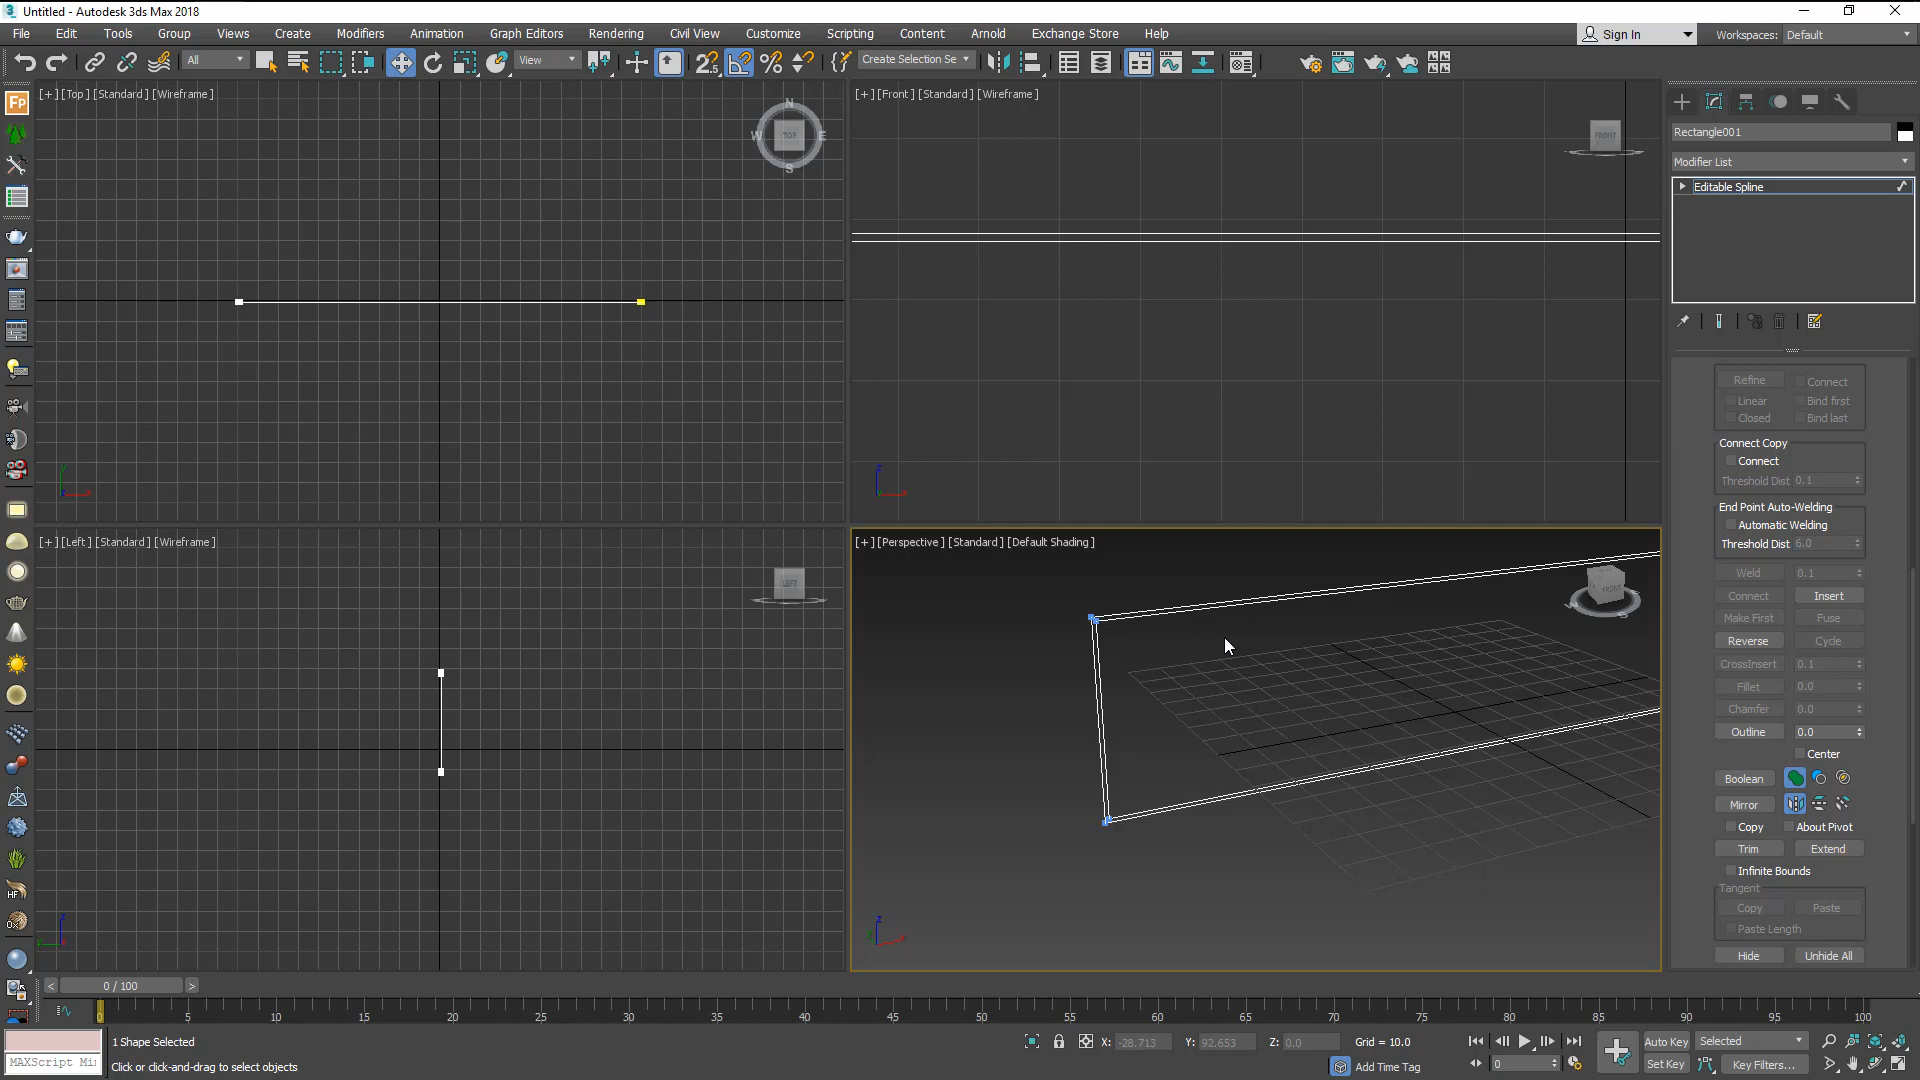 Untitled - Autodesk 3ds Max 2018
File Edit Tools Group Views Create Modifiers Animation Graph Editors Rendering Civil View Customize Scripting Content Arnold Exchange Store Help
Sign In Workspaces: Default
All View Create Selection Se
[+] [Top] [Standard] [Wireframe]
[+] [Front] [Standard] [Wireframe]
N
W TOP E
S
FRONT
Rectangle001
Modifier List
Editable Spline
Refine Connect
Linear Bind first
Closed Bind last
Connect Copy
Connect
Threshold Dist 0.1
End Point Auto-Welding
Automatic Welding
Threshold Dist 6.0
Weld 0.1
Connect Insert
Make First Fuse
Reverse Cycle
CrossInsert 0.1
Fillet 0.0
Chamfer 0.0
Outline 0.0
Center
Boolean
Mirror
Copy About Pivot
Trim Extend
Infinite Bounds
Tangent
Copy Paste
Paste Length
Hide Unhide All
[+] [Left] [Standard] [Wireframe]
[+] [Perspective] [Standard] [Default Shading]
LEFT
FRONT
< 0 / 100 >
0 5 10 15 20 25 30 35 40 45 50 55 60 65 70 75 80 85 90 95 100
1 Shape Selected
X: -28.713 Y: 92.653 Z: 0.0 Grid = 10.0
Auto Key Selected
MAXScript Mi
Click or click-and-drag to select objects
Add Time Tag
0
Set Key Key Filters...